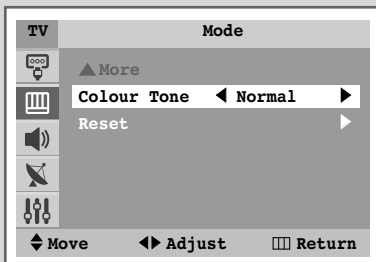 TV Mode
▲More
Colour Tone ◀ Normal ▶
Reset ▶
Move Adjust Return